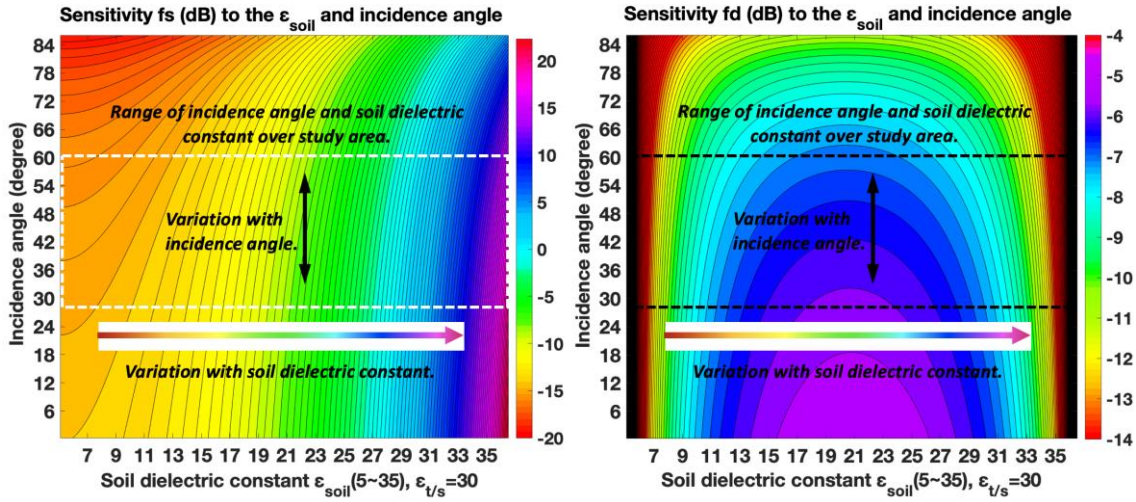 Sensitivity fs (dB) to the ε_soil and incidence angle
84
78
72
66
60
54
48
42
36
30
24
18
12
6
Incidence angle (degree)
Range of incidence angle and soil dielectric
constant over study area.
Variation with
incidence angle.
Variation with soil dielectric constant.
7 9 11 13 15 17 19 21 23 25 27 29 31 33 35
Soil dielectric constant ε_soil(5~35), ε_t/s=30
20
15
10
5
0
-5
-10
-15
-20
Sensitivity fd (dB) to the ε_soil and incidence angle
84
78
72
66
60
54
48
42
36
30
24
18
12
6
Incidence angle (degree)
Range of incidence angle and soil dielectric
constant over study area.
Variation with
incidence angle.
Variation with soil dielectric constant.
7 9 11 13 15 17 19 21 23 25 27 29 31 33 35
Soil dielectric constant ε_soil(5~35), ε_t/s=30
-4
-5
-6
-7
-8
-9
-10
-11
-12
-13
-14